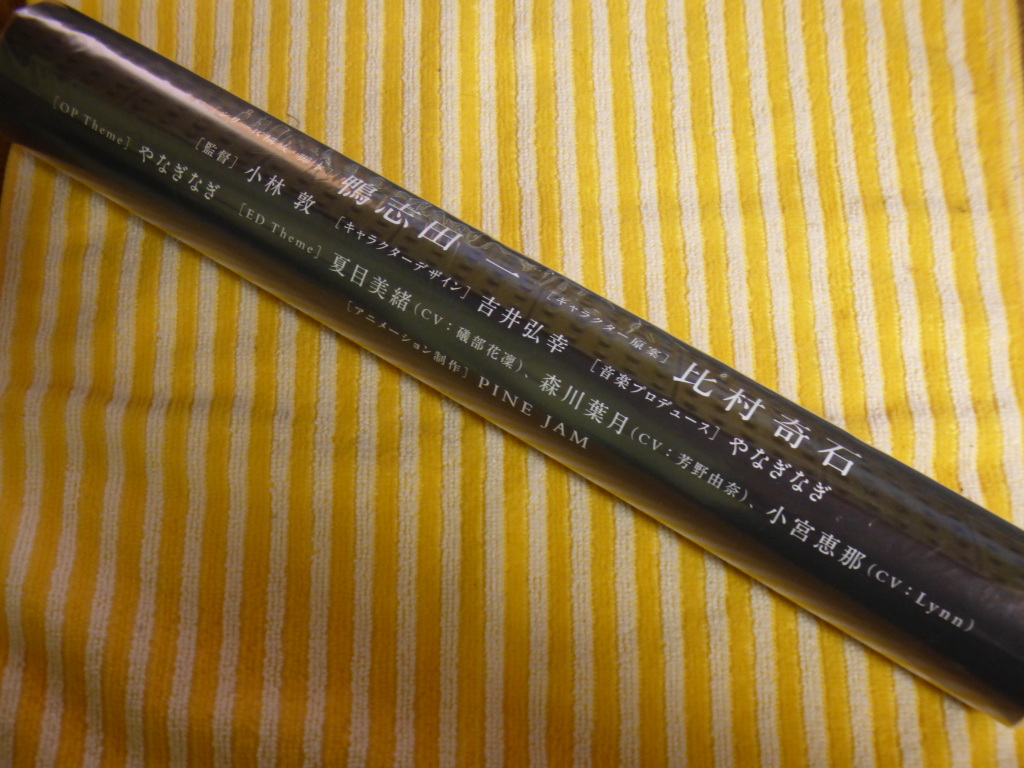 鴨志田 一 [キャラクター原案] 比村奇石
[監督] 小林 敦 [キャラクターデザイン] 吉井弘幸 [音楽プロデュース] やなぎなぎ
[OP Theme] やなぎなぎ [ED Theme] 夏目美緒(CV:礒部花凜)、森川葉月(CV:芳野由奈)、小宮恵那(CV:Lynn)
[アニメーション制作] PINE JAM